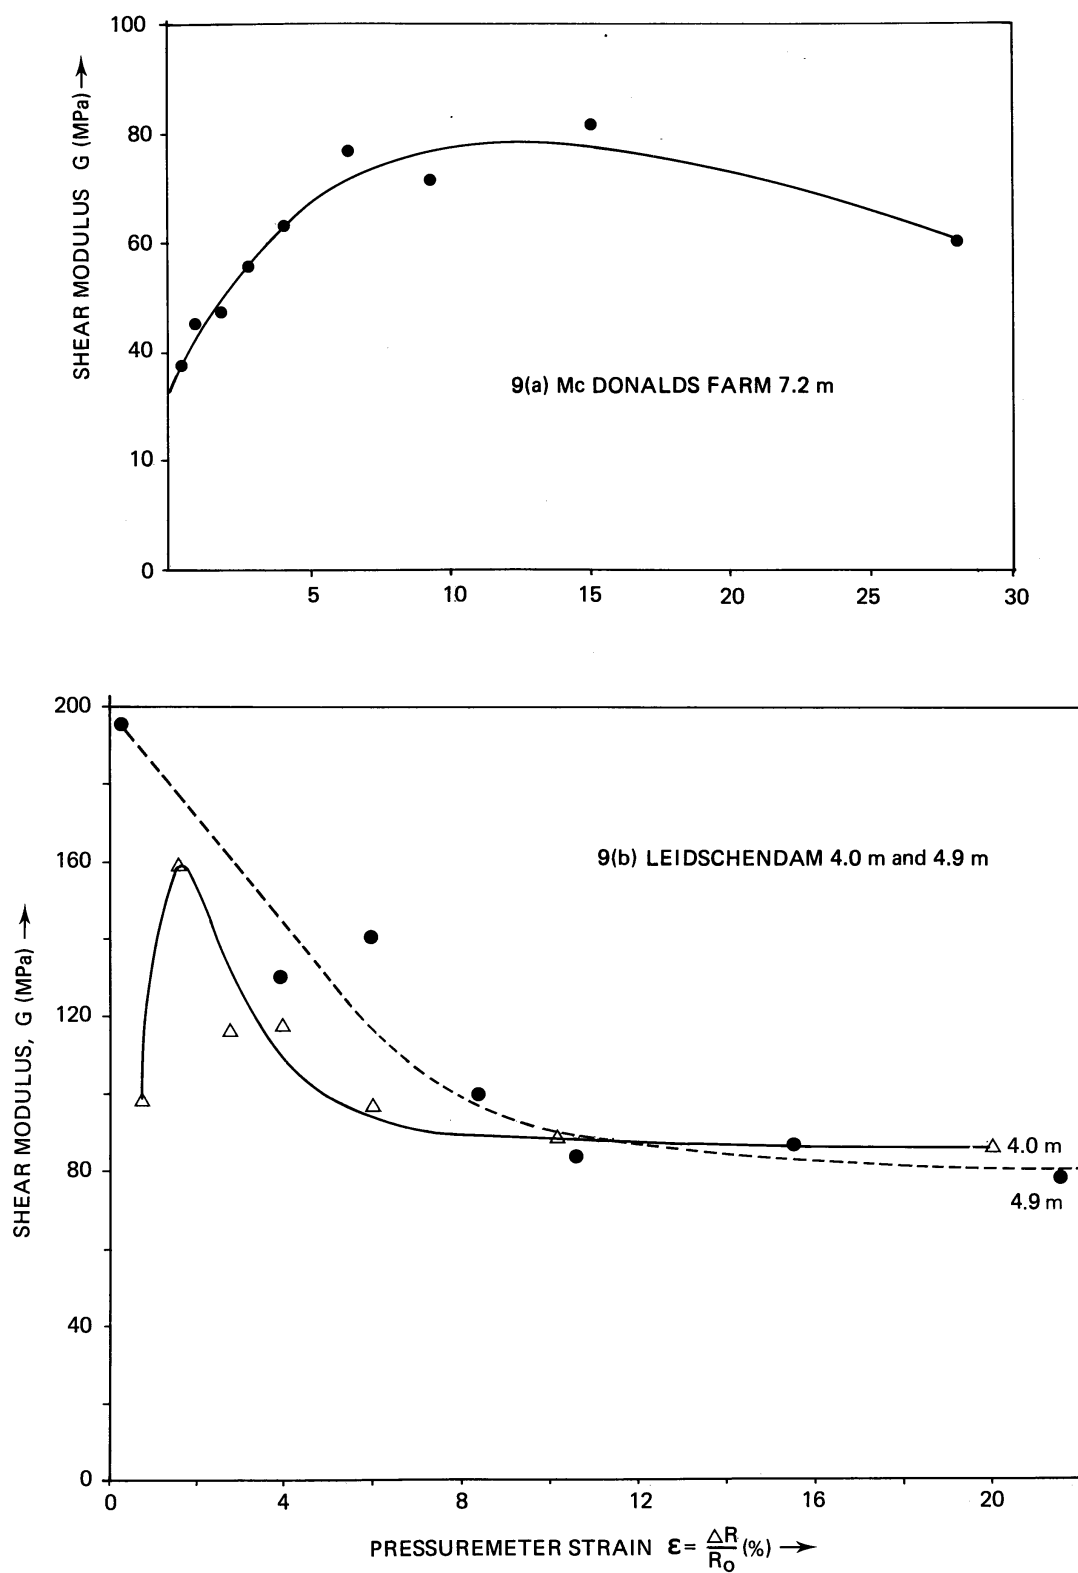 100
80
60
40
10
0
SHEAR MODULUS G (MPa) →
9(a) Mc DONALDS FARM 7.2 m
5 10 15 20 25 30
200
160
120
80
40
0
SHEAR MODULUS, G (MPa) →
9(b) LEIDSCHENDAM 4.0 m and 4.9 m
4.0 m
4.9 m
0 4 8 12 16 20
PRESSUREMETER STRAIN ε = ΔR/R₀ (%) →